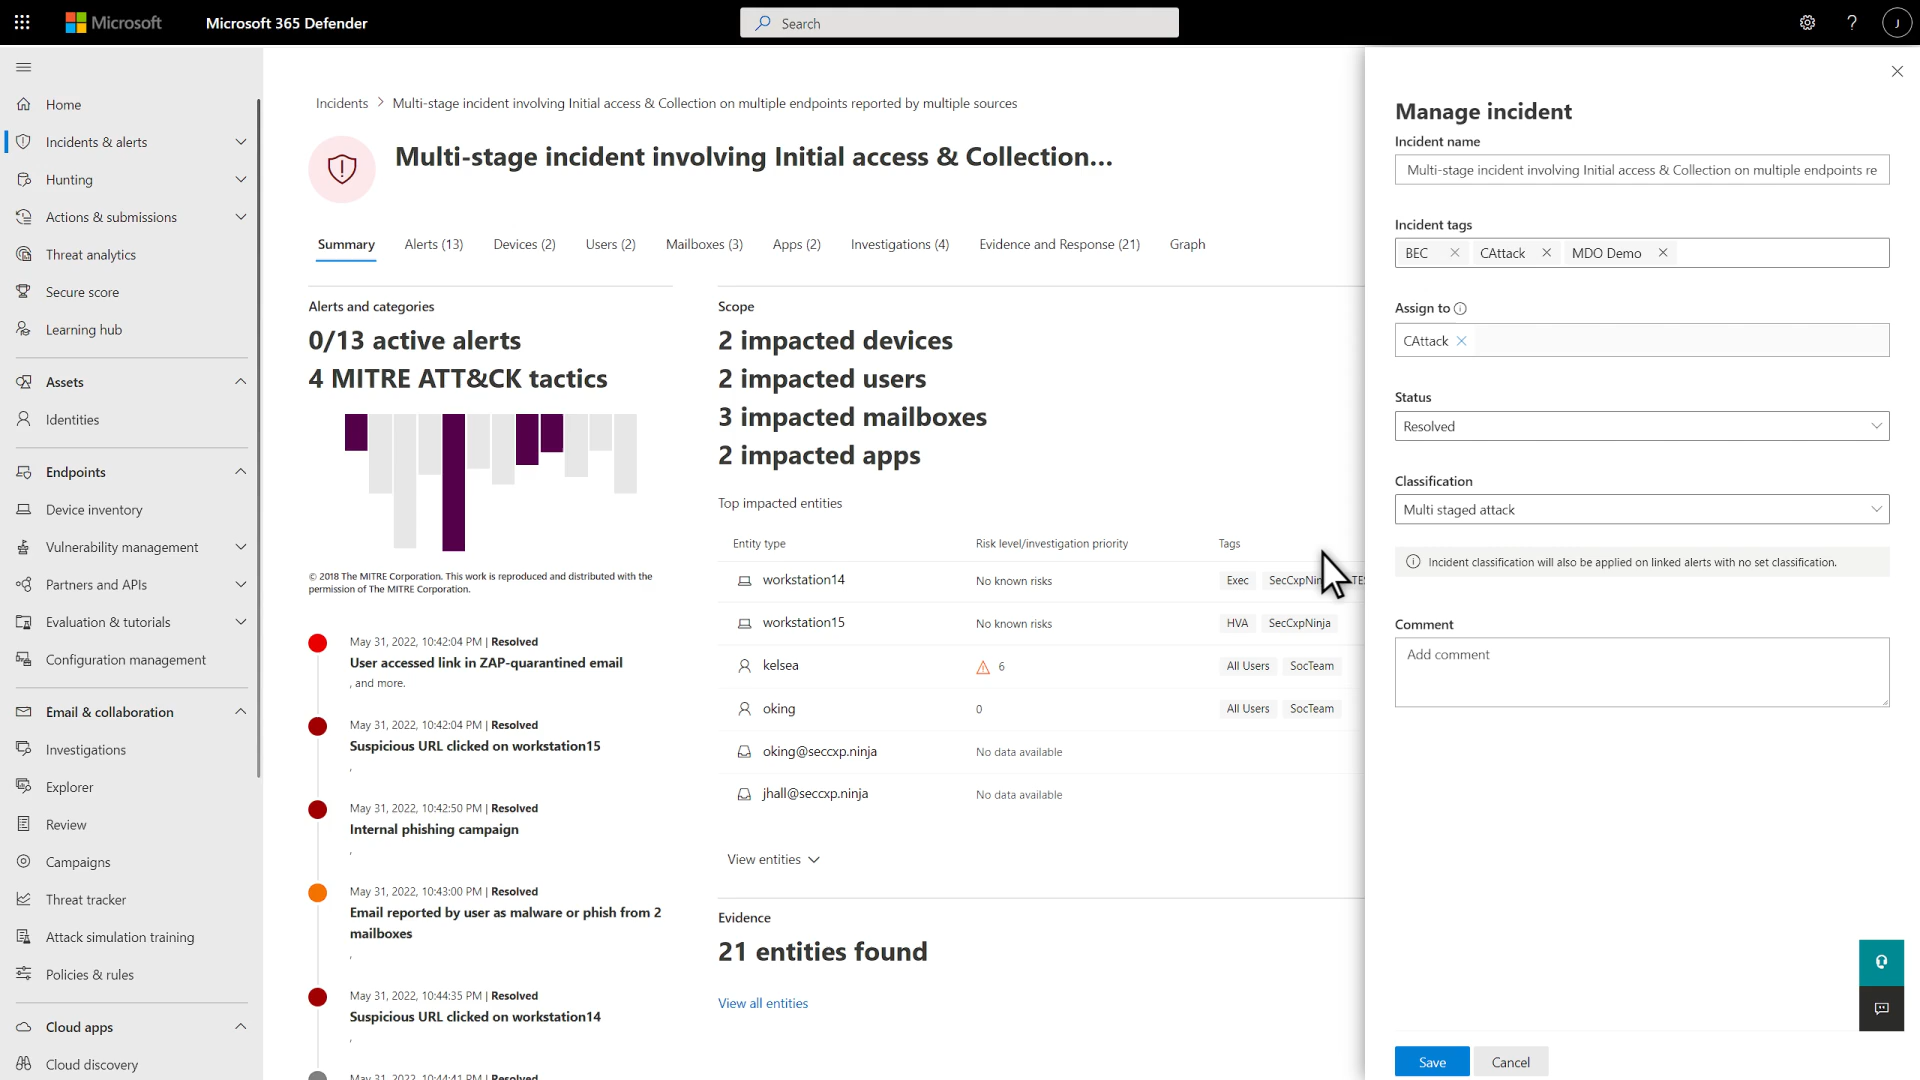 Microsoft
Microsoft 365 Defender
Search
?
J
Home
Incidents & alerts
Hunting
Actions & submissions
Threat analytics
Secure score
Learning hub
Assets
Identities
Endpoints
Device inventory
Vulnerability management
Partners and APIs
Evaluation & tutorials
Configuration management
Email & collaboration
Investigations
Explorer
Review
Campaigns
Threat tracker
Attack simulation training
Policies & rules
Cloud apps
Cloud discovery
Incidents > Multi-stage incident involving Initial access & Collection on multiple endpoints reported by multiple sources
Multi-stage incident involving Initial access & Collection...
Summary Alerts (13) Devices (2) Users (2) Mailboxes (3) Apps (2) Investigations (4) Evidence and Response (21) Graph
Alerts and categories
0/13 active alerts
4 MITRE ATT&CK tactics
© 2018 The MITRE Corporation. This work is reproduced and distributed with the
permission of The MITRE Corporation.
May 31, 2022, 10:42:04 PM | Resolved
User accessed link in ZAP-quarantined email
, and more.
May 31, 2022, 10:42:04 PM | Resolved
Suspicious URL clicked on workstation15
,
May 31, 2022, 10:42:50 PM | Resolved
Internal phishing campaign
,
May 31, 2022, 10:43:00 PM | Resolved
Email reported by user as malware or phish from 2
mailboxes
,
May 31, 2022, 10:44:35 PM | Resolved
Suspicious URL clicked on workstation14
,
May 31, 2022, 10:44:41 PM | Resolved
Scope
2 impacted devices
2 impacted users
3 impacted mailboxes
2 impacted apps
Top impacted entities
Entity type Risk level/investigation priority Tags
workstation14 No known risks Exec
workstation15 No known risks HVA SecCxpNinja
kelsea 6 All Users SocTeam
oking 0 All Users SocTeam
oking@seccxp.ninja No data available
jhall@seccxp.ninja No data available
View entities
Evidence
21 entities found
View all entities
Manage incident
Incident name
Multi-stage incident involving Initial access & Collection on multiple endpoints re
Incident tags
BEC CAttack MDO Demo
Assign to
CAttack
Status
Resolved
Classification
Multi staged attack
Incident classification will also be applied on linked alerts with no set classification.
Comment
Add comment
Save Cancel